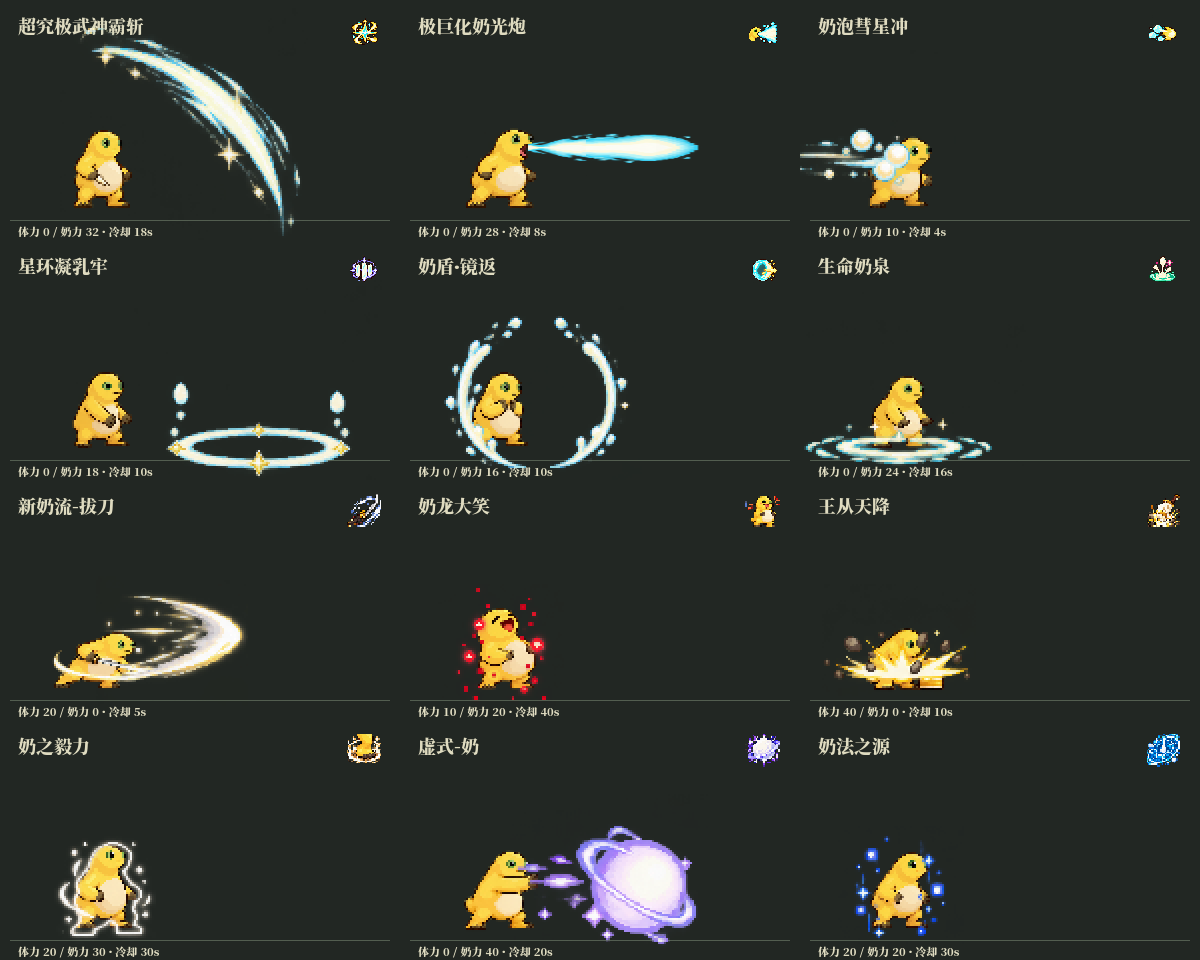 超究极武神霸斩
极巨化奶光炮
奶泡彗星冲
体力 0 / 奶力 32 · 冷却 18s
体力 0 / 奶力 28 · 冷却 8s
体力 0 / 奶力 10 · 冷却 4s
星环凝乳牢
奶盾·镜返
生命奶泉
体力 0 / 奶力 18 · 冷却 10s
体力 0 / 奶力 16 · 冷却 10s
体力 0 / 奶力 24 · 冷却 16s
新奶流-拔刀
奶龙大笑
王从天降
体力 20 / 奶力 0 · 冷却 5s
体力 10 / 奶力 20 · 冷却 40s
体力 40 / 奶力 0 · 冷却 10s
奶之毅力
虚式-奶
奶法之源
体力 20 / 奶力 30 · 冷却 30s
体力 0 / 奶力 40 · 冷却 20s
体力 20 / 奶力 20 · 冷却 30s